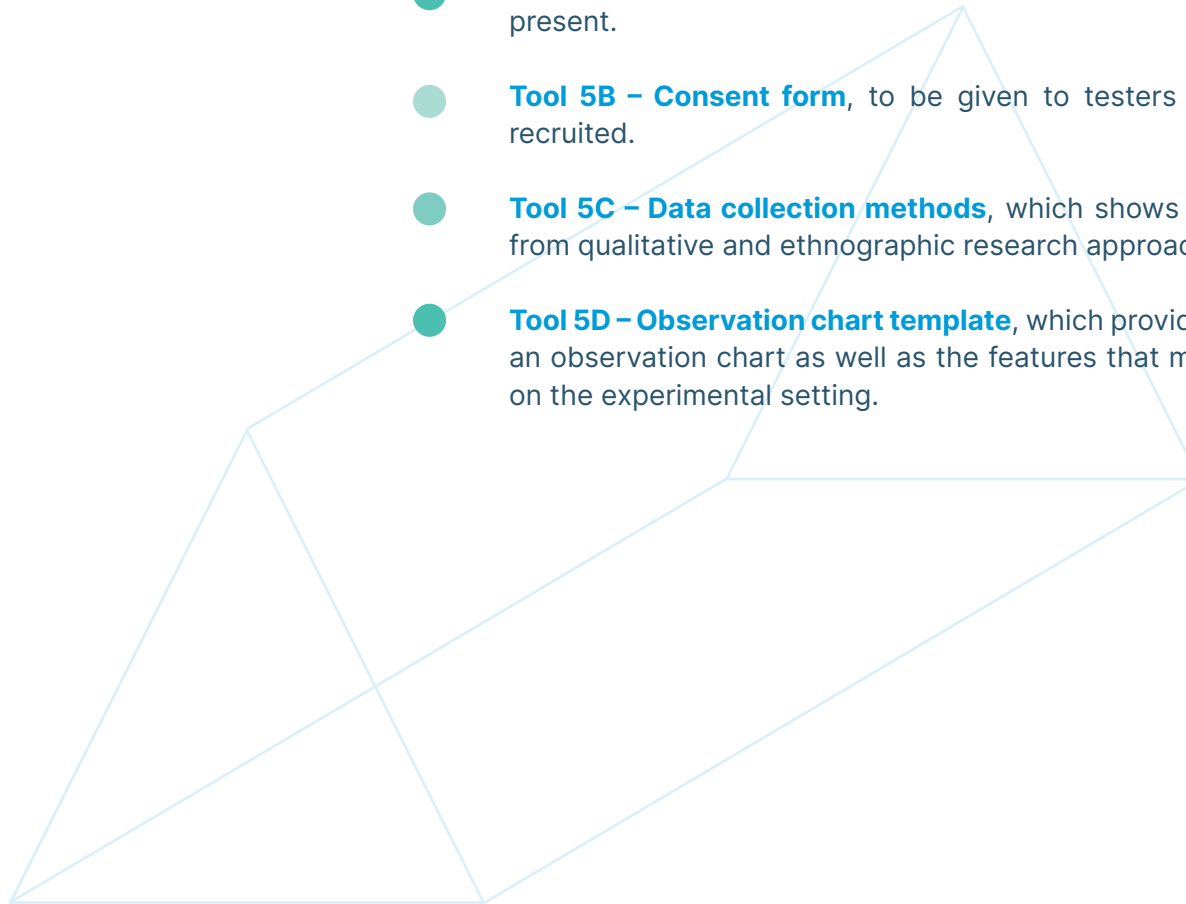 present.
Tool 5B – Consent form, to be given to testers
recruited.
Tool 5C – Data collection methods, which shows
from qualitative and ethnographic research
Tool 5D – Observation chart template, which
an observation chart as well as the features that
on the experimental setting.